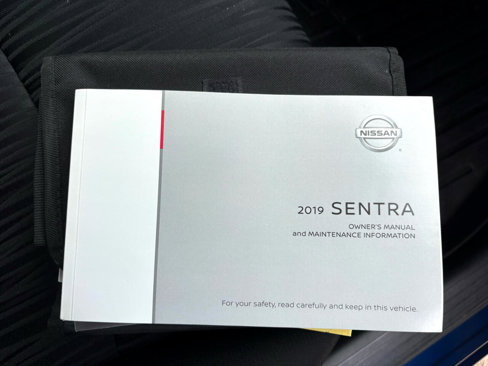 NISSAN
2019 SENTRA
OWNER'S MANUAL
and MAINTENANCE INFORMATION
For your safety, read carefully and keep in this vehicle.